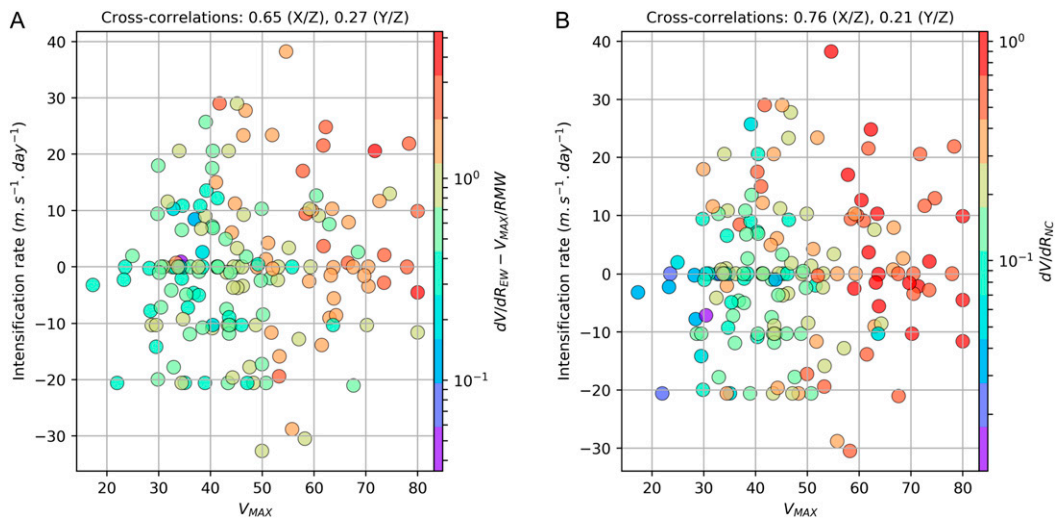 A
Cross-correlations: 0.65 (X/Z), 0.27 (Y/Z)
40
30
20
10
0
−10
−20
−30
Intensification rate (m. s⁻¹. day⁻¹)
20 30 40 50 60 70 80
V_MAX
10⁰
10⁻¹
dV/dR_EW − V_MAX/RMW
B
Cross-correlations: 0.76 (X/Z), 0.21 (Y/Z)
40
30
20
10
0
−10
−20
−30
Intensification rate (m. s⁻¹. day⁻¹)
20 30 40 50 60 70 80
V_MAX
10⁰
10⁻¹
dV/dR_NC